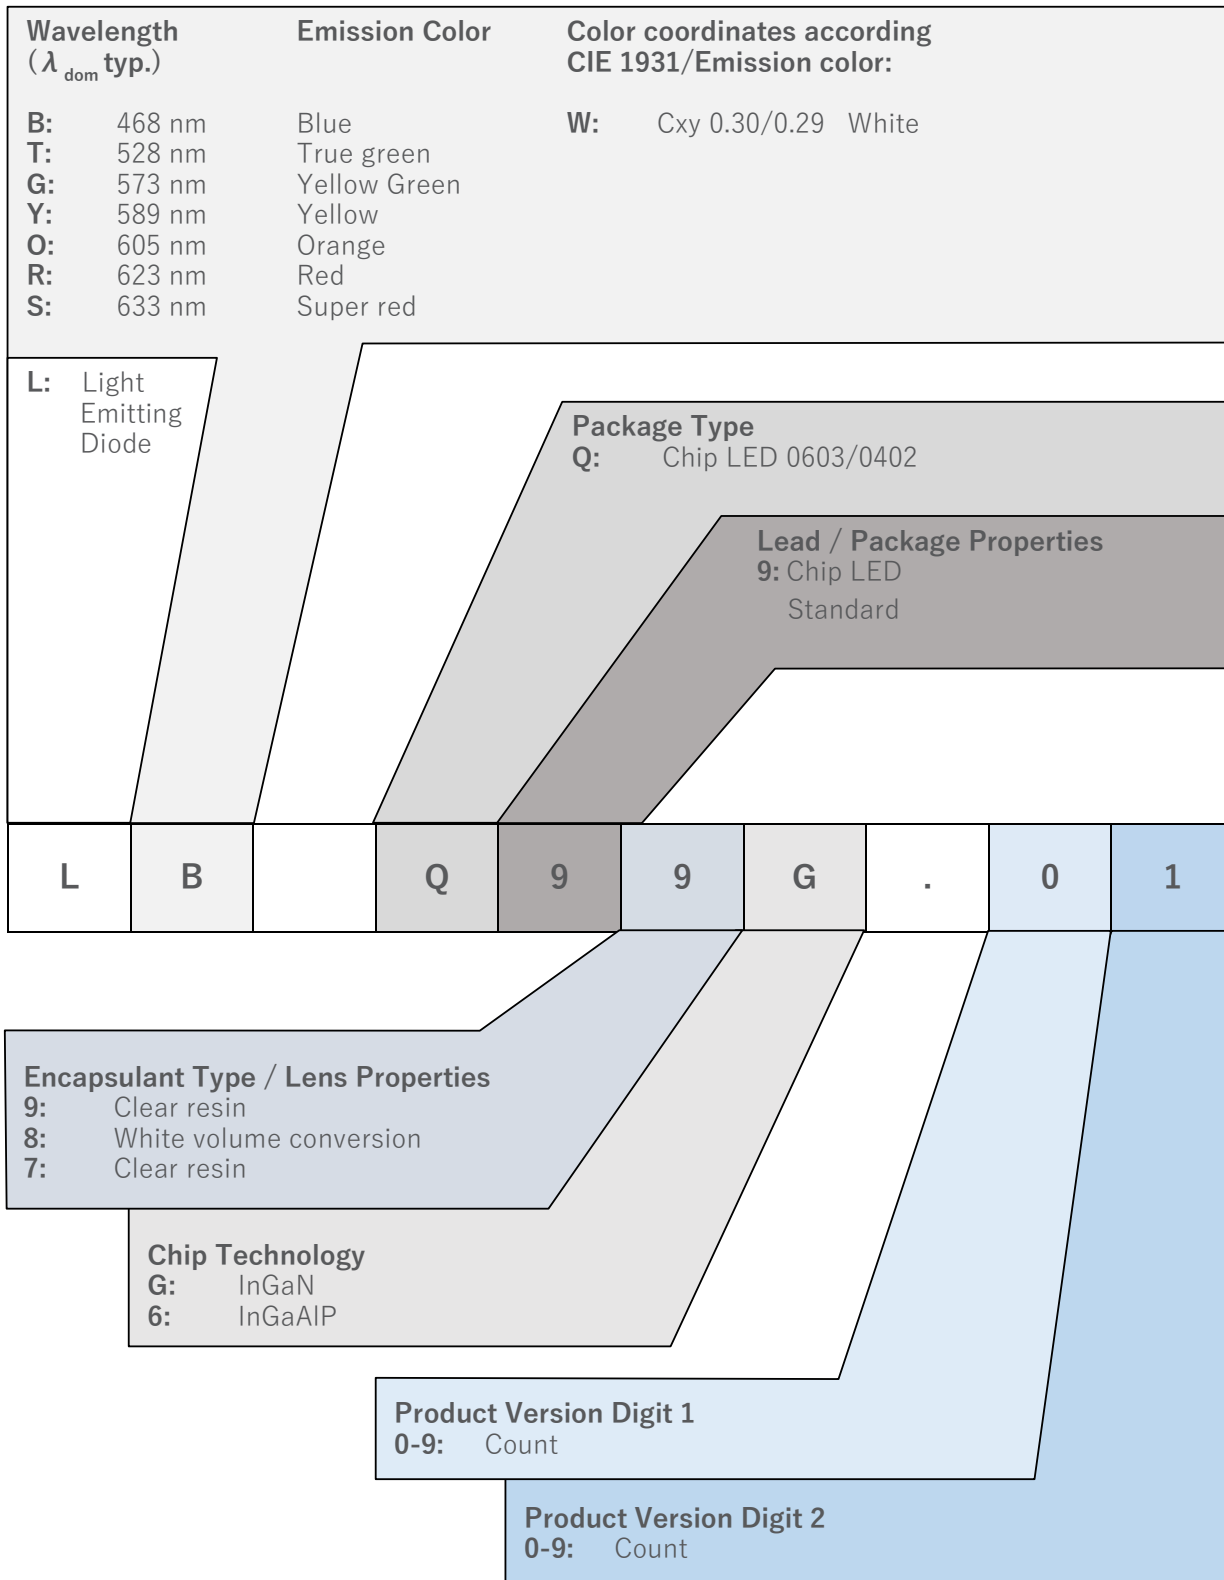 Wavelength Emission Color Color coordinates according
(λ dom typ.) CIE 1931/Emission color:
B: 468 nm Blue W: Cxy 0.30/0.29 White
T: 528 nm True green
G: 573 nm Yellow Green
Y: 589 nm Yellow
O: 605 nm Orange
R: 623 nm Red
S: 633 nm Super red
L: Light
Emitting
Diode
Package Type
Q: Chip LED 0603/0402
Lead / Package Properties
9: Chip LED
Standard
L B Q 9 9 G . 0 1
Encapsulant Type / Lens Properties
9: Clear resin
8: White volume conversion
7: Clear resin
Chip Technology
G: InGaN
6: InGaAlP
Product Version Digit 1
0-9: Count
Product Version Digit 2
0-9: Count